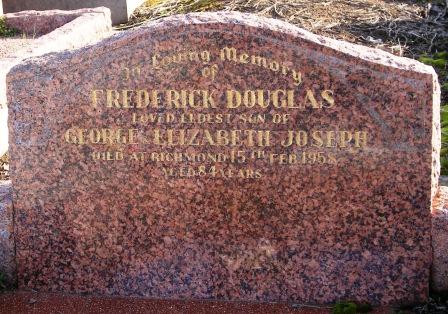 In Loving Memory
of
FREDERICK DOUGLAS
LOVED ELDEST SON OF
GEORGE & ELIZABETH JOSEPH
DIED AT RICHMOND 15TH FEB. 1958
AGED 84 YEARS